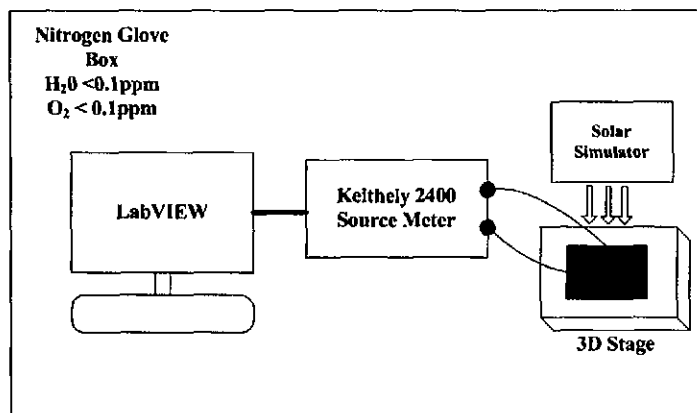 Nitrogen Glove
Box
H₂0 <0.1ppm
O₂ < 0.1ppm
LabVIEW
Keithely 2400
Source Meter
Solar
Simulator
3D Stage